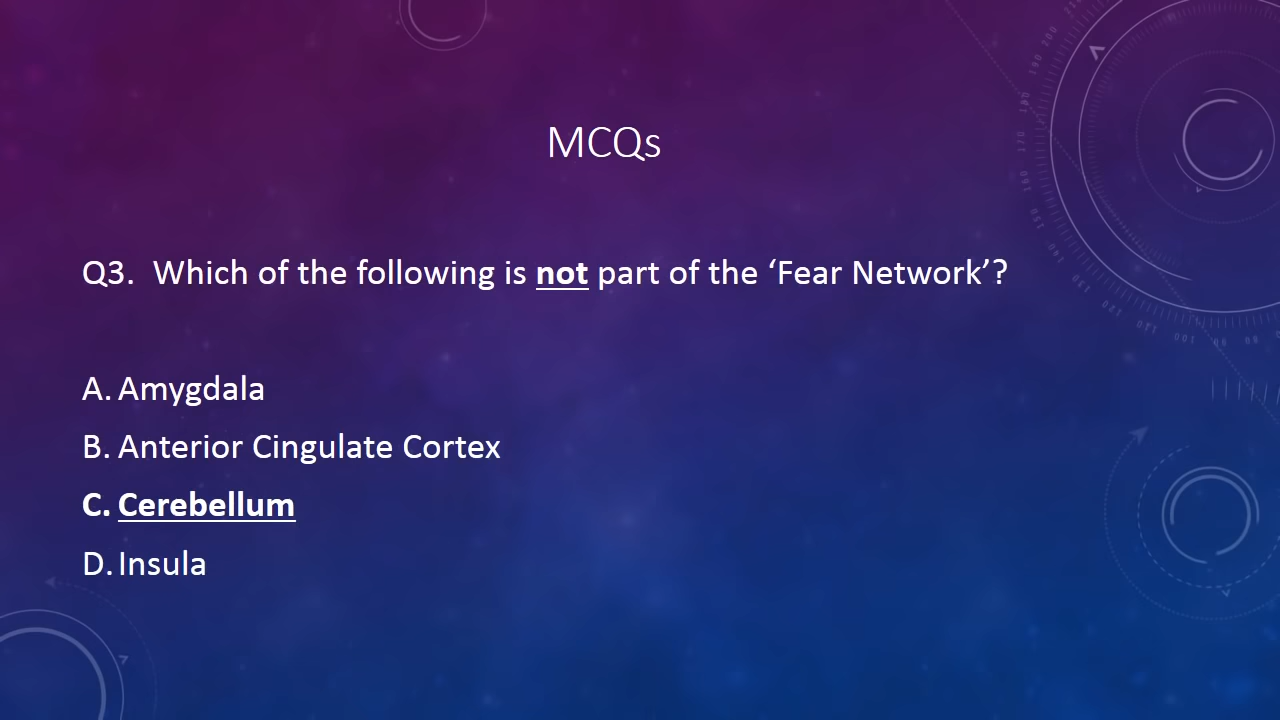 MCQs
Q3. Which of the following is not part of the ‘Fear Network’?
A. Amygdala
B. Anterior Cingulate Cortex
C. Cerebellum
D. Insula